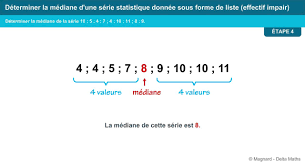 Déterminer la médiane d'une série statistique donnée sous forme de liste (effectif impair)
Déterminer la médiane de la série 10 ; 5 ; 4 ; 7 ; 4 ; 10 ; 11 ; 8 ; 9.
ÉTAPE 4
4 ; 4 ; 5 ; 7 ; 8 ; 9 ; 10 ; 10 ; 11
4 valeurs médiane 4 valeurs
La médiane de cette série est 8.
© Magnard - Delta Maths